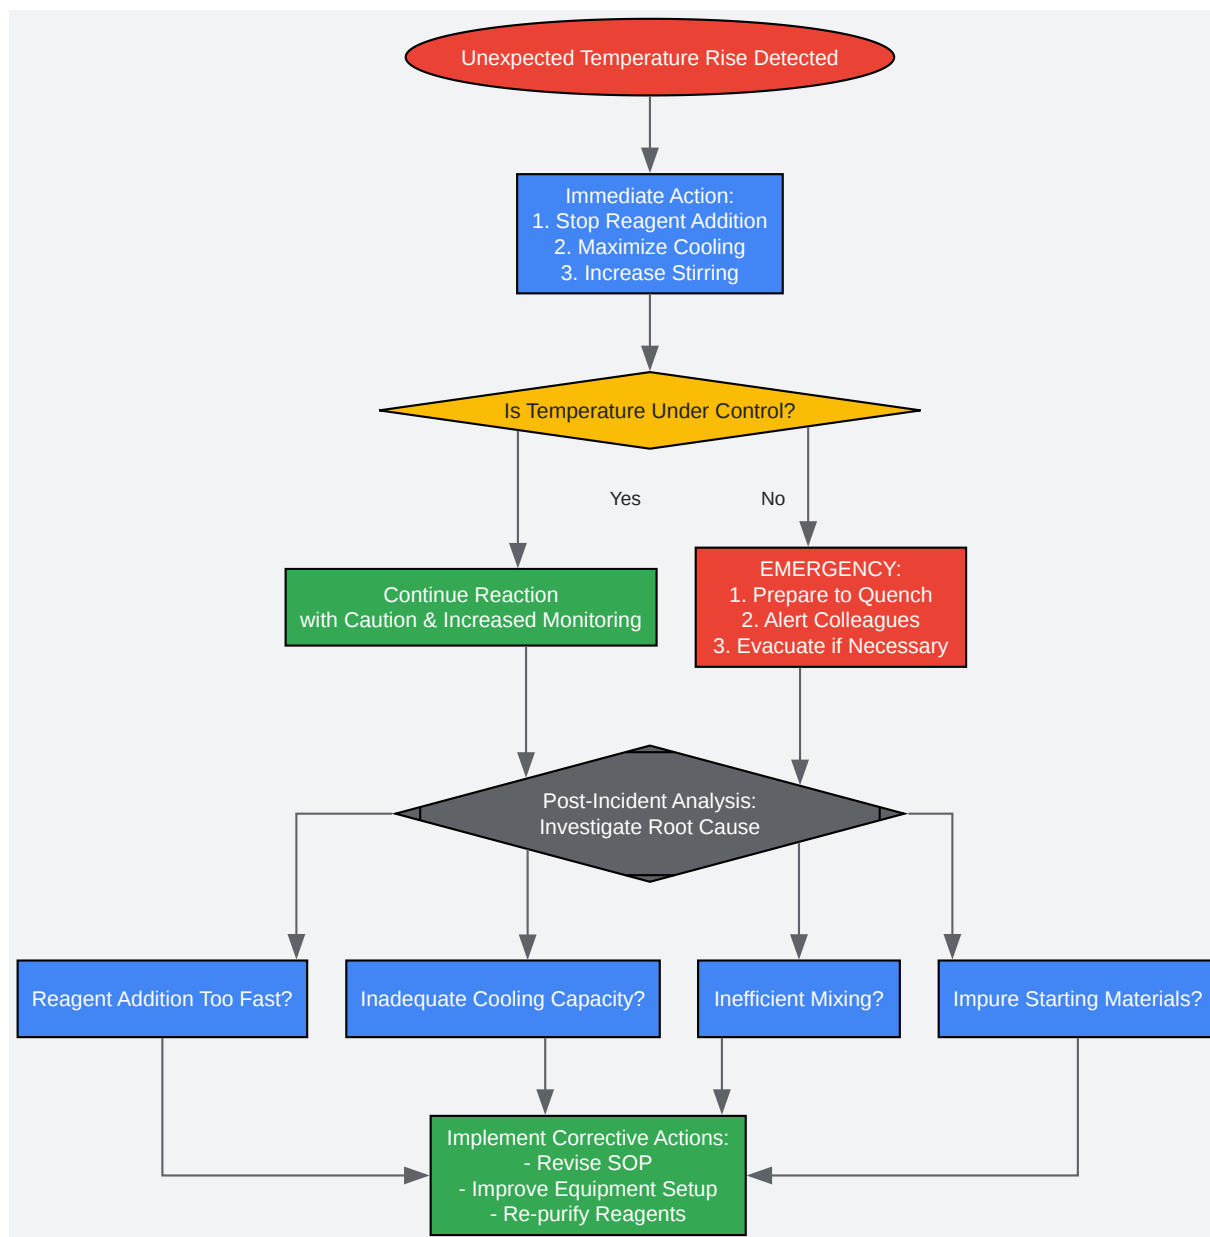 Unexpected Temperature Rise Detected
Immediate Action:
1. Stop Reagent Addition
2. Maximize Cooling
3. Increase Stirring
Is Temperature Under Control?
Yes
No
Continue Reaction
with Caution & Increased Monitoring
EMERGENCY:
1. Prepare to Quench
2. Alert Colleagues
3. Evacuate if Necessary
Post-Incident Analysis:
Investigate Root Cause
Reagent Addition Too Fast?
Inadequate Cooling Capacity?
Inefficient Mixing?
Impure Starting Materials?
Implement Corrective Actions:
- Revise SOP
- Improve Equipment Setup
- Re-purify Reagents